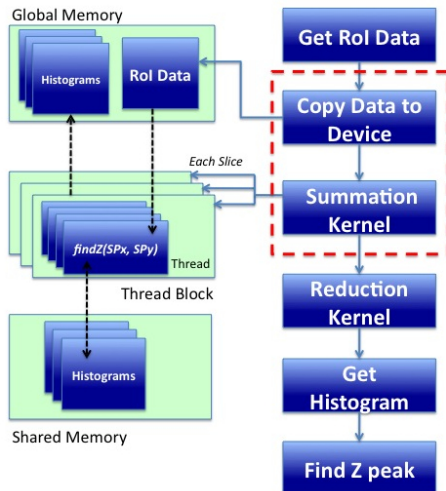 Global Memory
Histograms
RoI Data
Each Slice
findZ(SPx, SPy)
Thread
Thread Block
Histograms
Shared Memory
Get RoI Data
Copy Data to
Device
Summation
Kernel
Reduction
Kernel
Get
Histogram
Find Z peak